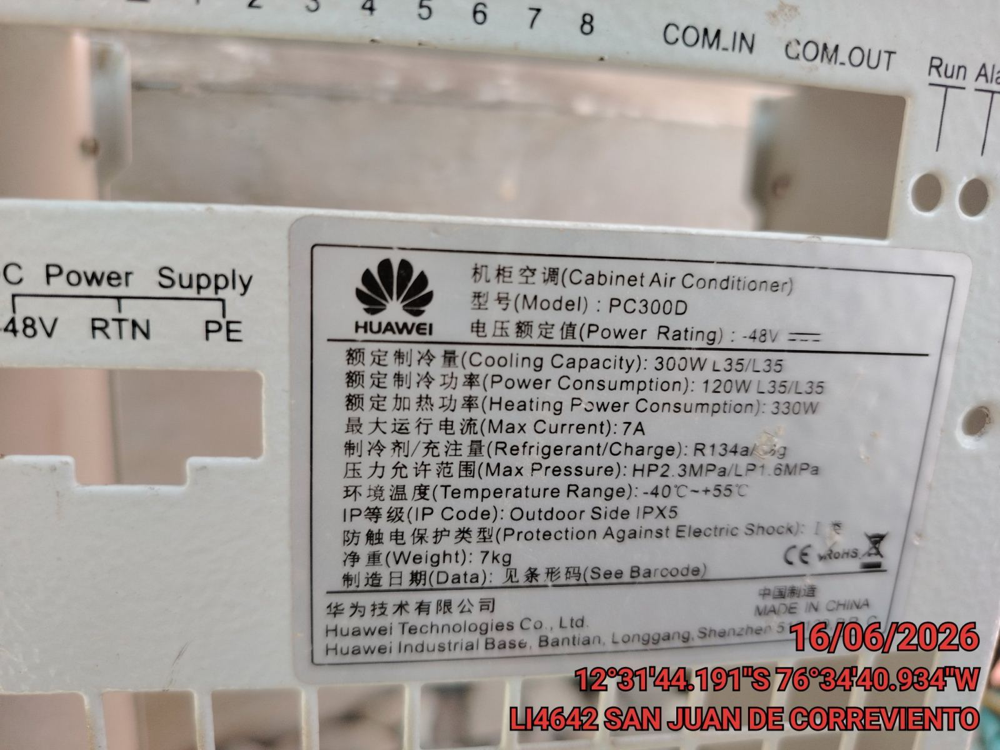 1 2 3 4 5 6 7 8 COM_IN COM_OUT Run
Power Supply
-48V RTN PE
HUAWEI
机柜空调(Cabinet Air Conditioner)
型号(Model) : PC300D
电压额定值(Power Rating) : -48V
额定制冷量(Cooling Capacity): 300W L35/L35
额定制冷功率(Power Consumption): 120W L35/L35
额定加热功率(Heating Power Consumption): 330W
最大运行电流(Max Current): 7A
制冷剂/充注量(Refrigerant/Charge): R134a/
压力允许范围(Max Pressure): HP2.3MPa/LP1.6MPa
环境温度(Temperature Range): -40℃~+55℃
IP等级(IP Code): Outdoor Side IPX5
防触电保护类型(Protection Against Electric Shock): I 类
净重(Weight): 7kg
CE RoHS
制造日期(Data): 见条形码(See Barcode)
华为技术有限公司
中国制造
MADE IN CHINA
Huawei Technologies Co., Ltd.
Huawei Industrial Base, Bantian, Longgang, Shenzhen
16/06/2026
12°31'44.191"S 76°34'40.934"W
LI4642 SAN JUAN DE CORREVIENTO